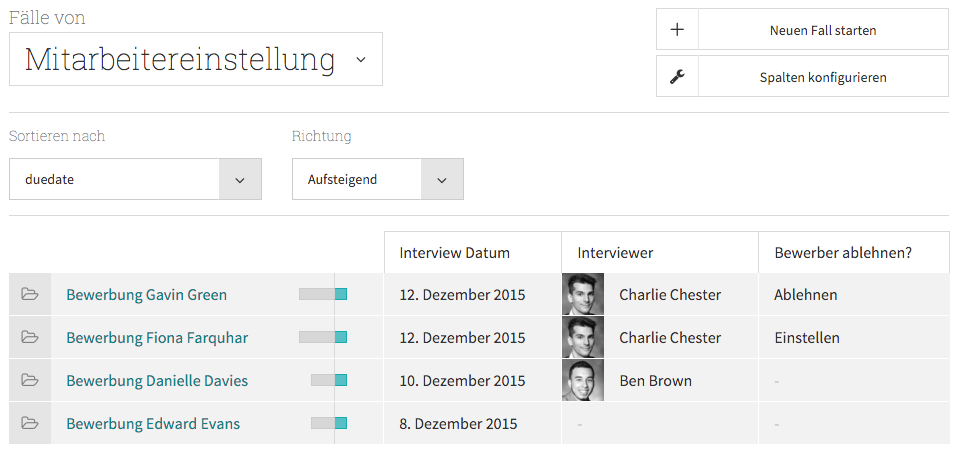 Fälle von
Mitarbeitereinstellung
Neuen Fall starten
Spalten konfigurieren
Sortieren nach
Richtung
duedate
Aufsteigend
Interview Datum Interviewer Bewerber ablehnen?
Bewerbung Gavin Green 12. Dezember 2015 Charlie Chester Ablehnen
Bewerbung Fiona Farquhar 12. Dezember 2015 Charlie Chester Einstellen
Bewerbung Danielle Davies 10. Dezember 2015 Ben Brown -
Bewerbung Edward Evans 8. Dezember 2015 - -